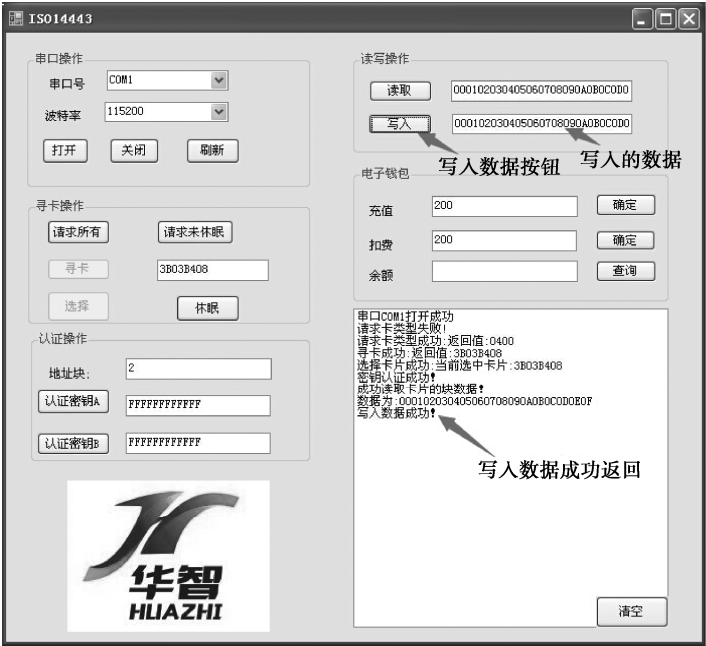 ISO14443
串口操作
串口号 COM1
波特率 115200
打开 关闭 刷新
寻卡操作
请求所有 请求未休眠
寻卡 3B03B408
选择 休眠
认证操作
地址块: 2
认证密钥A FFFFFFFFFFFF
认证密钥B FFFFFFFFFFFF
华智
HUAZHI
读写操作
读取 000102030405060708090A0B0C0D0
写入 000102030405060708090A0B0C0D0
写入数据按钮 写入的数据
电子钱包
充值 200 确定
扣费 200 确定
余额 查询
串口COM1打开成功
请求卡类型失败!
请求卡类型成功:返回值:0400
寻卡成功:返回值:3B03B408
选择卡片成功:当前选中卡片:3B03B408
密钥认证成功!
成功读取卡片的块数据!
数据为:000102030405060708090A0B0C0D0E0F
写入数据成功!
写入数据成功返回
清空